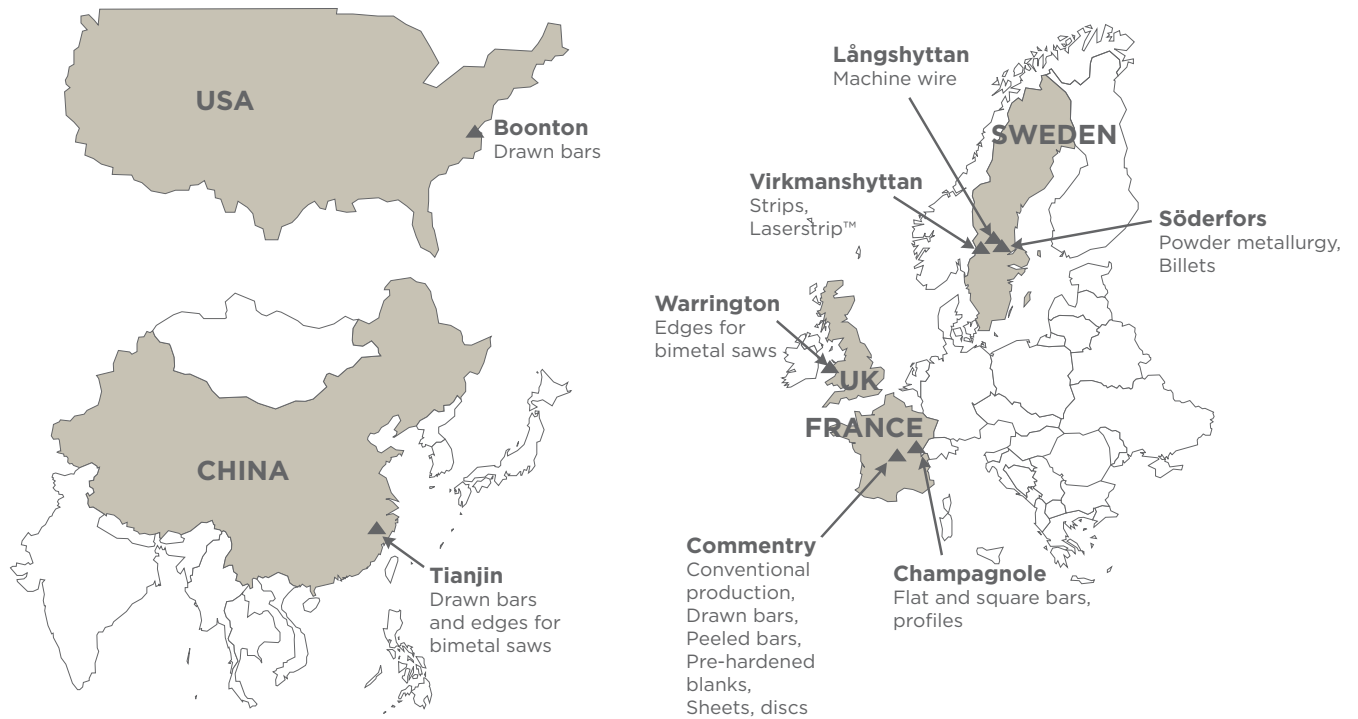 USA
Boonton
Drawn bars
CHINA
Tianjin
Drawn bars
and edges for
bimetal saws
Långshyttan
Machine wire
SWEDEN
Virkmanshyttan
Strips,
Laserstrip™
Söderfors
Powder metallurgy,
Billets
Warrington
Edges for
bimetal saws
UK
FRANCE
Commentry
Conventional
production,
Drawn bars,
Peeled bars,
Pre-hardened
blanks,
Sheets, discs
Champagnole
Flat and square bars,
profiles